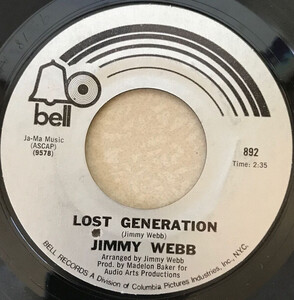 bell
Ja-Ma Music
(ASCAP)
(9578)
892
Time: 2:35
LOST GENERATION
(Jimmy Webb)
JIMMY WEBB
Arranged by Jimmy Webb
Prod. by Madelon Baker for
Audio Arts Productions
BELL RECORDS A Division of Columbia Pictures Industries, Inc., N.Y.C.